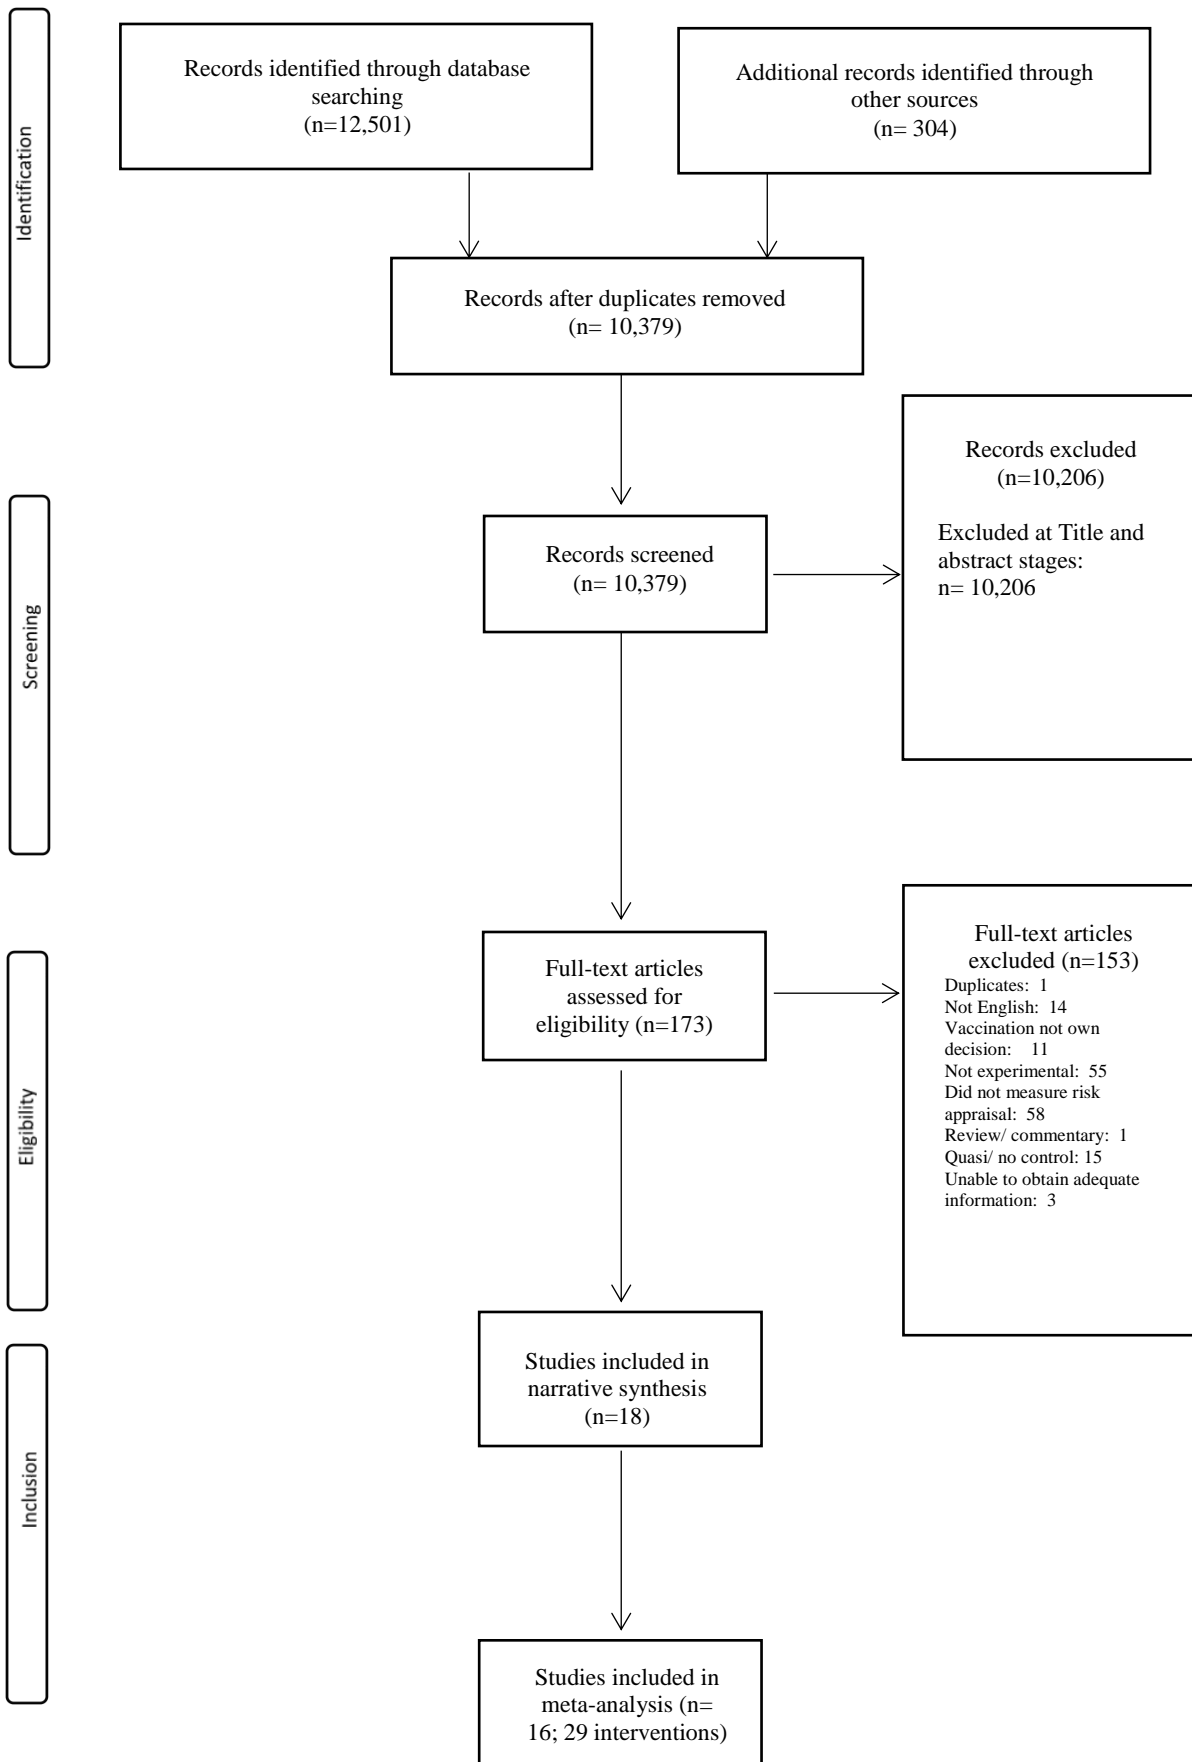 Identification
Records identified through database
searching
(n=12,501)
Additional records identified through
other sources
(n= 304)
Records after duplicates removed
(n= 10,379)
Screening
Records screened
(n= 10,379)
Records excluded
(n=10,206)
Excluded at Title and
abstract stages:
n= 10,206
Eligibility
Full-text articles
assessed for
eligibility (n=173)
Full-text articles
excluded (n=153)
Duplicates: 1
Not English: 14
Vaccination not own
decision: 11
Not experimental: 55
Did not measure risk
appraisal: 58
Review/ commentary: 1
Quasi/ no control: 15
Unable to obtain adequate
information: 3
Inclusion
Studies included in
narrative synthesis
(n=18)
Studies included in
meta-analysis (n=
16; 29 interventions)